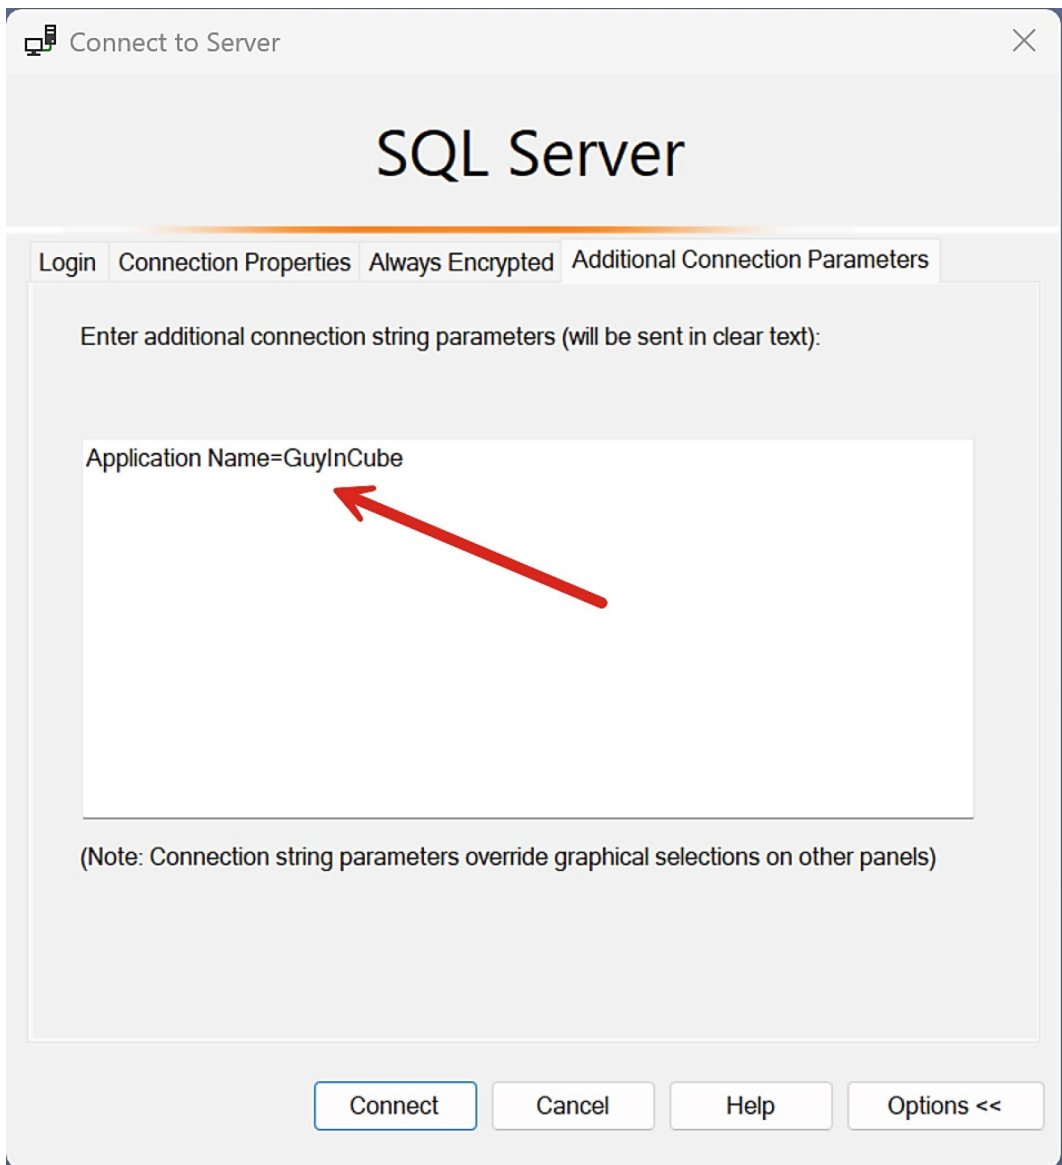 Connect to Server
SQL Server
Login Connection Properties Always Encrypted Additional Connection Parameters
Enter additional connection string parameters (will be sent in clear text):
Application Name=GuyInCube
(Note: Connection string parameters override graphical selections on other panels)
Connect Cancel Help Options <<